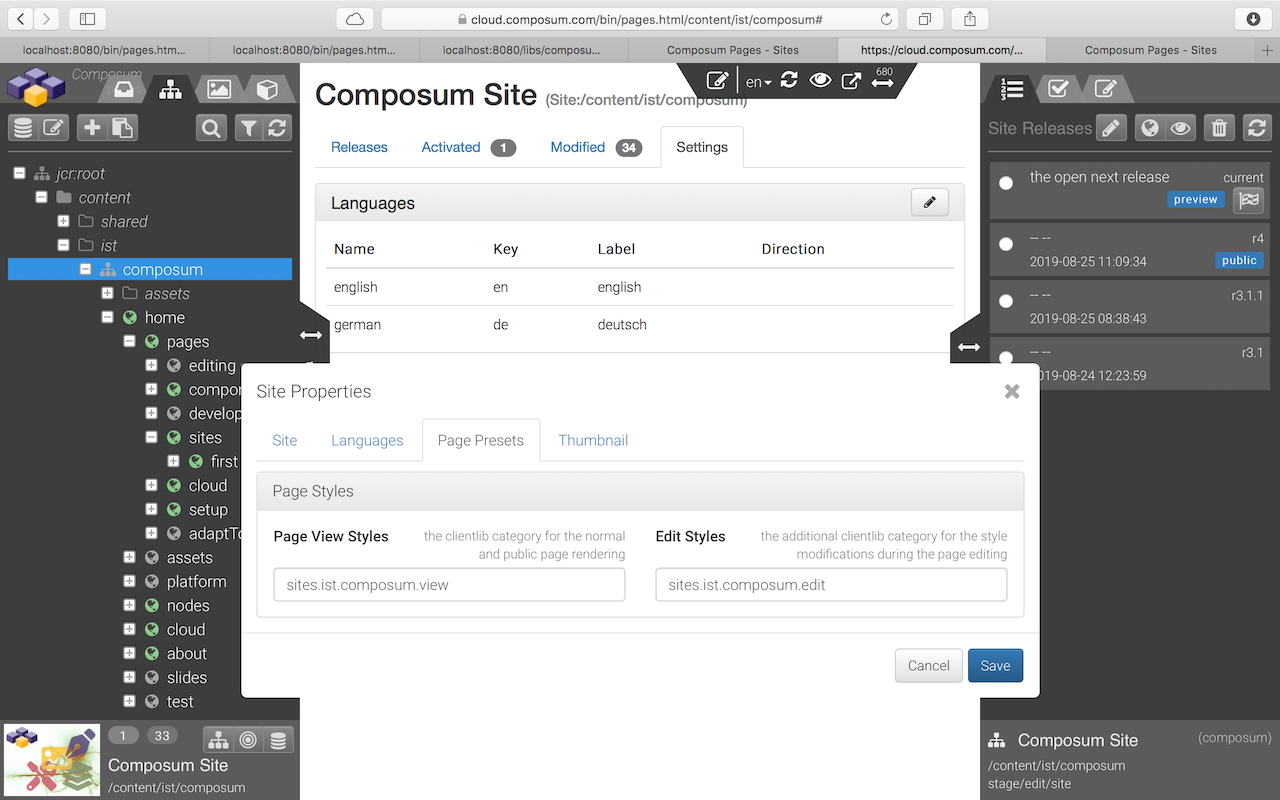 cloud.composum.com/bin/pages.html/content/ist/composum#
localhost:8080/bin/pages.htm...
localhost:8080/bin/pages.htm...
localhost:8080/libs/composu...
Composum Pages - Sites
https://cloud.composum.com/...
Composum Pages - Sites
Composum
jcr:root
content
shared
ist
composum
assets
home
pages
editing
compor
develop
sites
first
cloud
setup
adaptTo
assets
platform
nodes
cloud
about
slides
test
1 33
Composum Site
/content/ist/composum
en
680
Composum Site (Site:/content/ist/composum)
Releases Activated 1 Modified 34 Settings
Languages
Name Key Label Direction
english en english
german de deutsch
Site Properties
Site Languages Page Presets Thumbnail
Page Styles
Page View Styles
the clientlib category for the normal
and public page rendering
sites.ist.composum.view
Edit Styles
the additional clientlib category for the style
modifications during the page editing
sites.ist.composum.edit
Cancel Save
Site Releases
the open next release current
preview
-- -- r4
2019-08-25 11:09:34 public
-- -- r3.1.1
2019-08-25 08:38:43
-- -- r3.1
019-08-24 12:23:59
Composum Site (composum)
/content/ist/composum
stage/edit/site